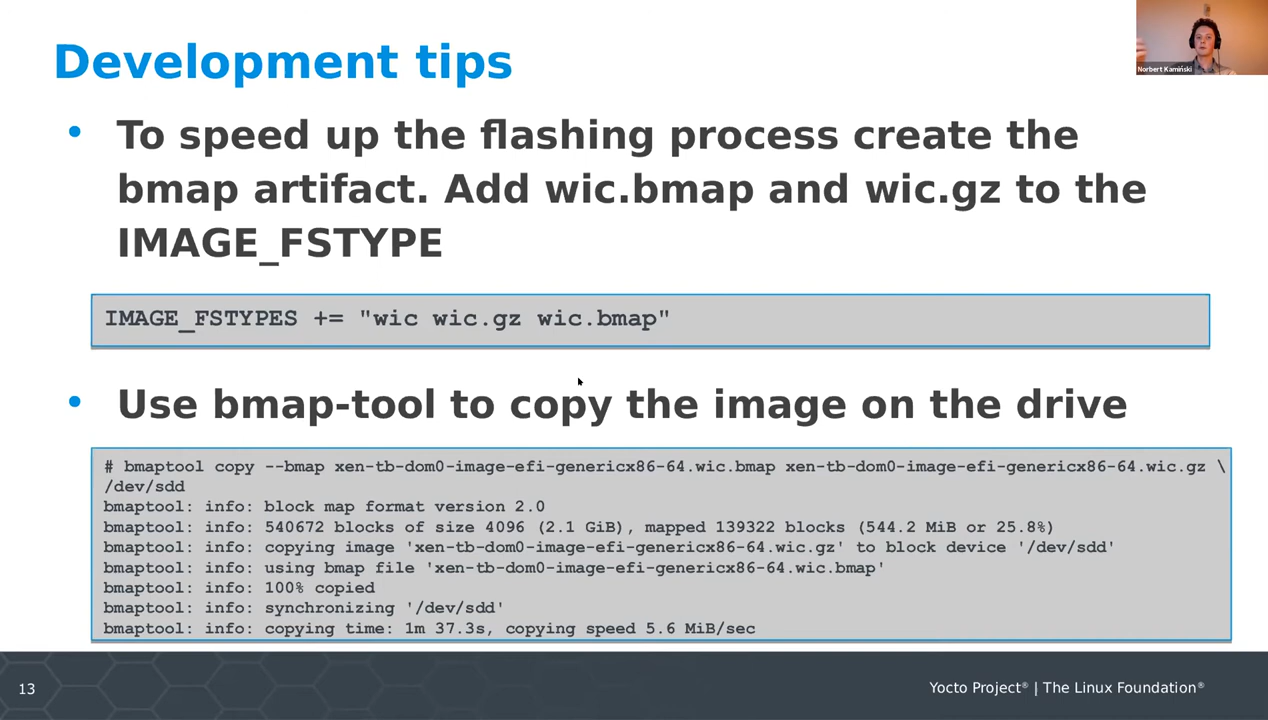 Development tips
Norbert Kamiński
• To speed up the flashing process create the
bmap artifact. Add wic.bmap and wic.gz to the
IMAGE_FSTYPE
IMAGE_FSTYPES += "wic wic.gz wic.bmap"
• Use bmap-tool to copy the image on the drive
# bmaptool copy --bmap xen-tb-dom0-image-efi-genericx86-64.wic.bmap xen-tb-dom0-image-efi-genericx86-64.wic.gz \
/dev/sdd
bmaptool: info: block map format version 2.0
bmaptool: info: 540672 blocks of size 4096 (2.1 GiB), mapped 139322 blocks (544.2 MiB or 25.8%)
bmaptool: info: copying image 'xen-tb-dom0-image-efi-genericx86-64.wic.gz' to block device '/dev/sdd'
bmaptool: info: using bmap file 'xen-tb-dom0-image-efi-genericx86-64.wic.bmap'
bmaptool: info: 100% copied
bmaptool: info: synchronizing '/dev/sdd'
bmaptool: info: copying time: 1m 37.3s, copying speed 5.6 MiB/sec
13
Yocto Project® | The Linux Foundation®